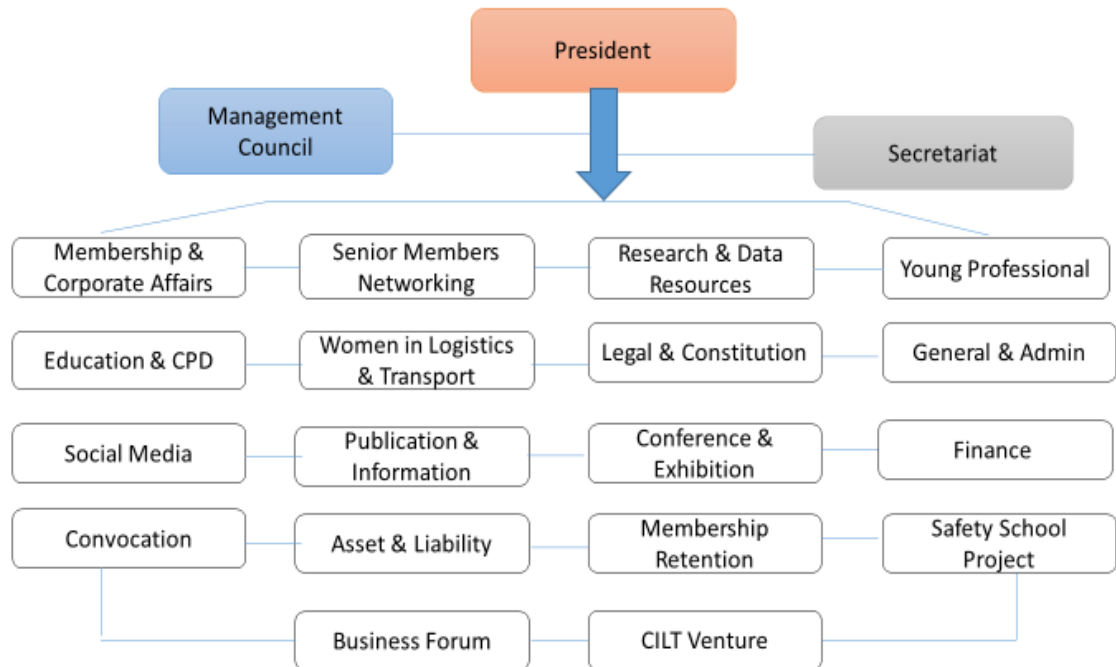 President
Management
Council
Secretariat
Membership &
Corporate Affairs
Senior Members
Networking
Research & Data
Resources
Young Professional
Education & CPD
Women in Logistics
& Transport
Legal & Constitution
General & Admin
Social Media
Publication &
Information
Conference &
Exhibition
Finance
Convocation
Asset & Liability
Membership
Retention
Safety School
Project
Business Forum
CILT Venture